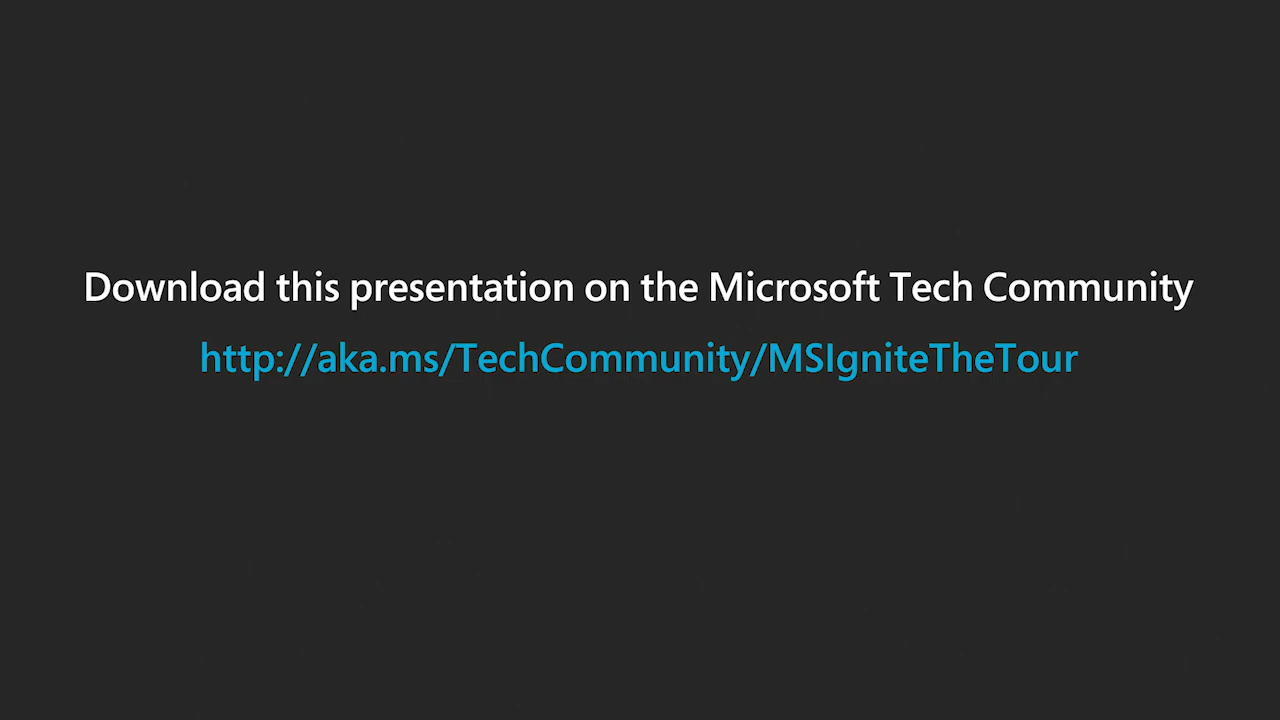 Download this presentation on the Microsoft Tech Community
http://aka.ms/TechCommunity/MSIgniteTheTour